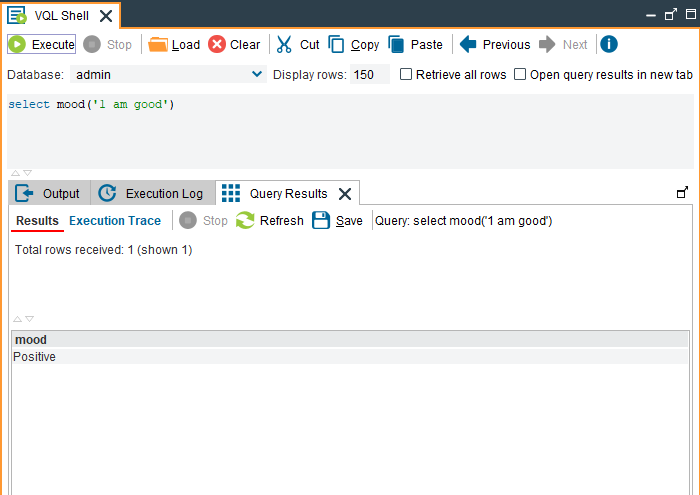 VQL Shell
Execute Stop Load Clear Cut Copy Paste Previous Next
Database: admin Display rows: 150 Retrieve all rows Open query results in new tab
select mood('1 am good')
Output Execution Log Query Results
Results Execution Trace Stop Refresh Save Query: select mood('1 am good')
Total rows received: 1 (shown 1)
mood
Positive